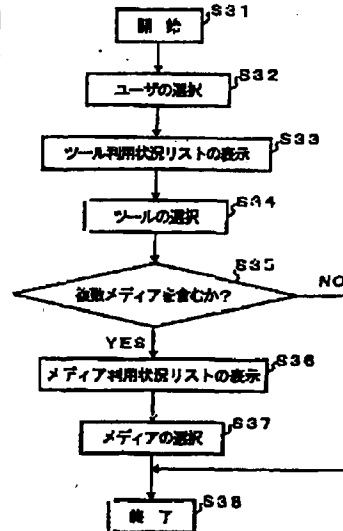 S31
開 始
S32
ユーザの選択
S33
ツール利用状況リストの表示
S34
ツールの選択
S35
複数メディアを含むか?
NO
YES
S36
メディア利用状況リストの表示
S37
メディアの選択
S38
終 了